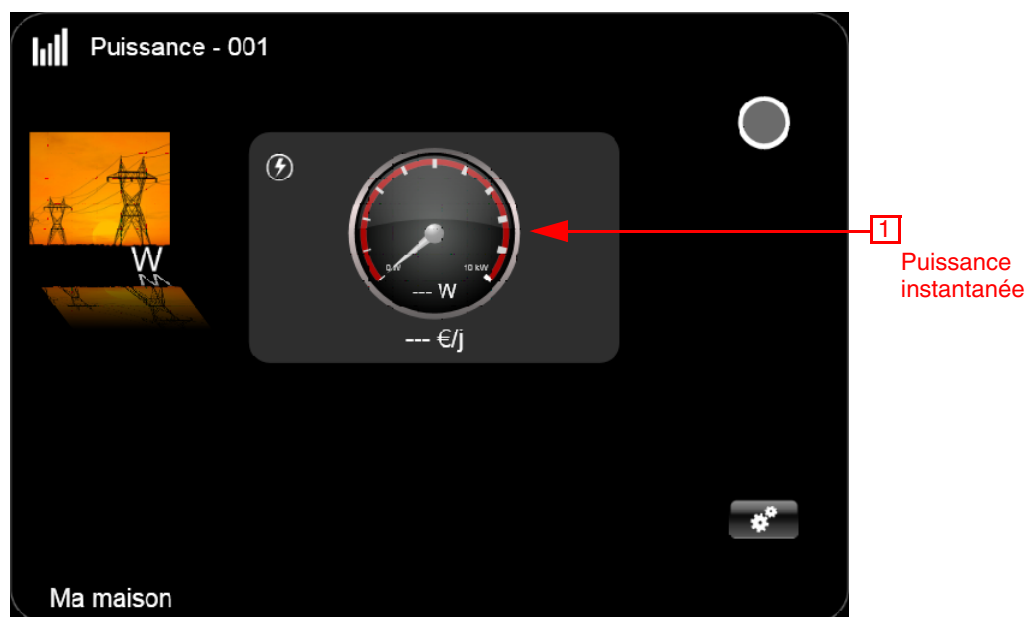 Puissance - 001
W
0 W
10 kW
--- W
--- €/j
1
Puissance
instantanée
Ma maison